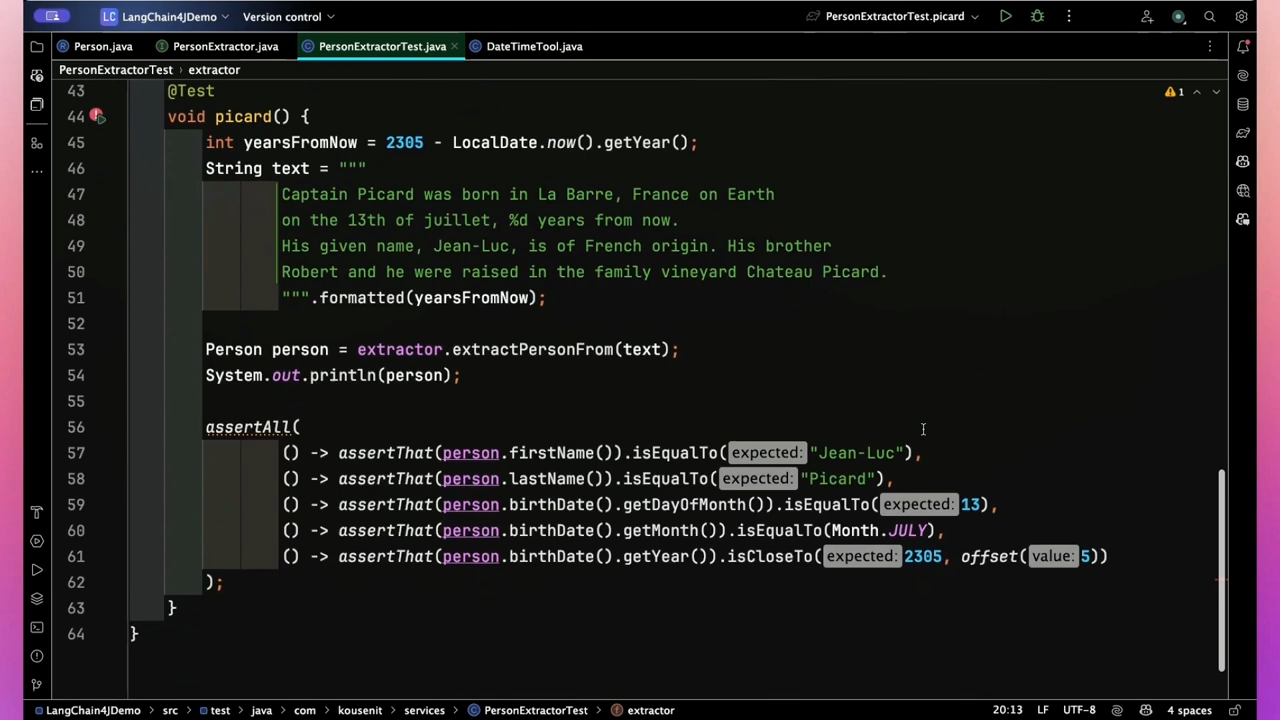 LC LangChain4JDemo Version control PersonExtractorTest.picard
Person.java PersonExtractor.java PersonExtractorTest.java DateTimeTool.java
PersonExtractorTest > extractor
43 @Test 1
44 void picard() {
45 int yearsFromNow = 2305 - LocalDate.now().getYear();
46 String text = """
47 Captain Picard was born in La Barre, France on Earth
48 on the 13th of juillet, %d years from now.
49 His given name, Jean-Luc, is of French origin. His brother
50 Robert and he were raised in the family vineyard Chateau Picard.
51 """.formatted(yearsFromNow);
52
53 Person person = extractor.extractPersonFrom(text);
54 System.out.println(person);
55
56 assertAll(
57 () -> assertThat(person.firstName()).isEqualTo( expected: "Jean-Luc"),
58 () -> assertThat(person.lastName()).isEqualTo( expected: "Picard"),
59 () -> assertThat(person.birthDate().getDayOfMonth()).isEqualTo( expected: 13),
60 () -> assertThat(person.birthDate().getMonth()).isEqualTo(Month.JULY),
61 () -> assertThat(person.birthDate().getYear()).isCloseTo( expected: 2305, offset( value: 5))
62 );
63 }
64 }
LangChain4JDemo > src > test > java > com > kousenit > services > PersonExtractorTest > extractor 20:13 LF UTF-8 4 spaces